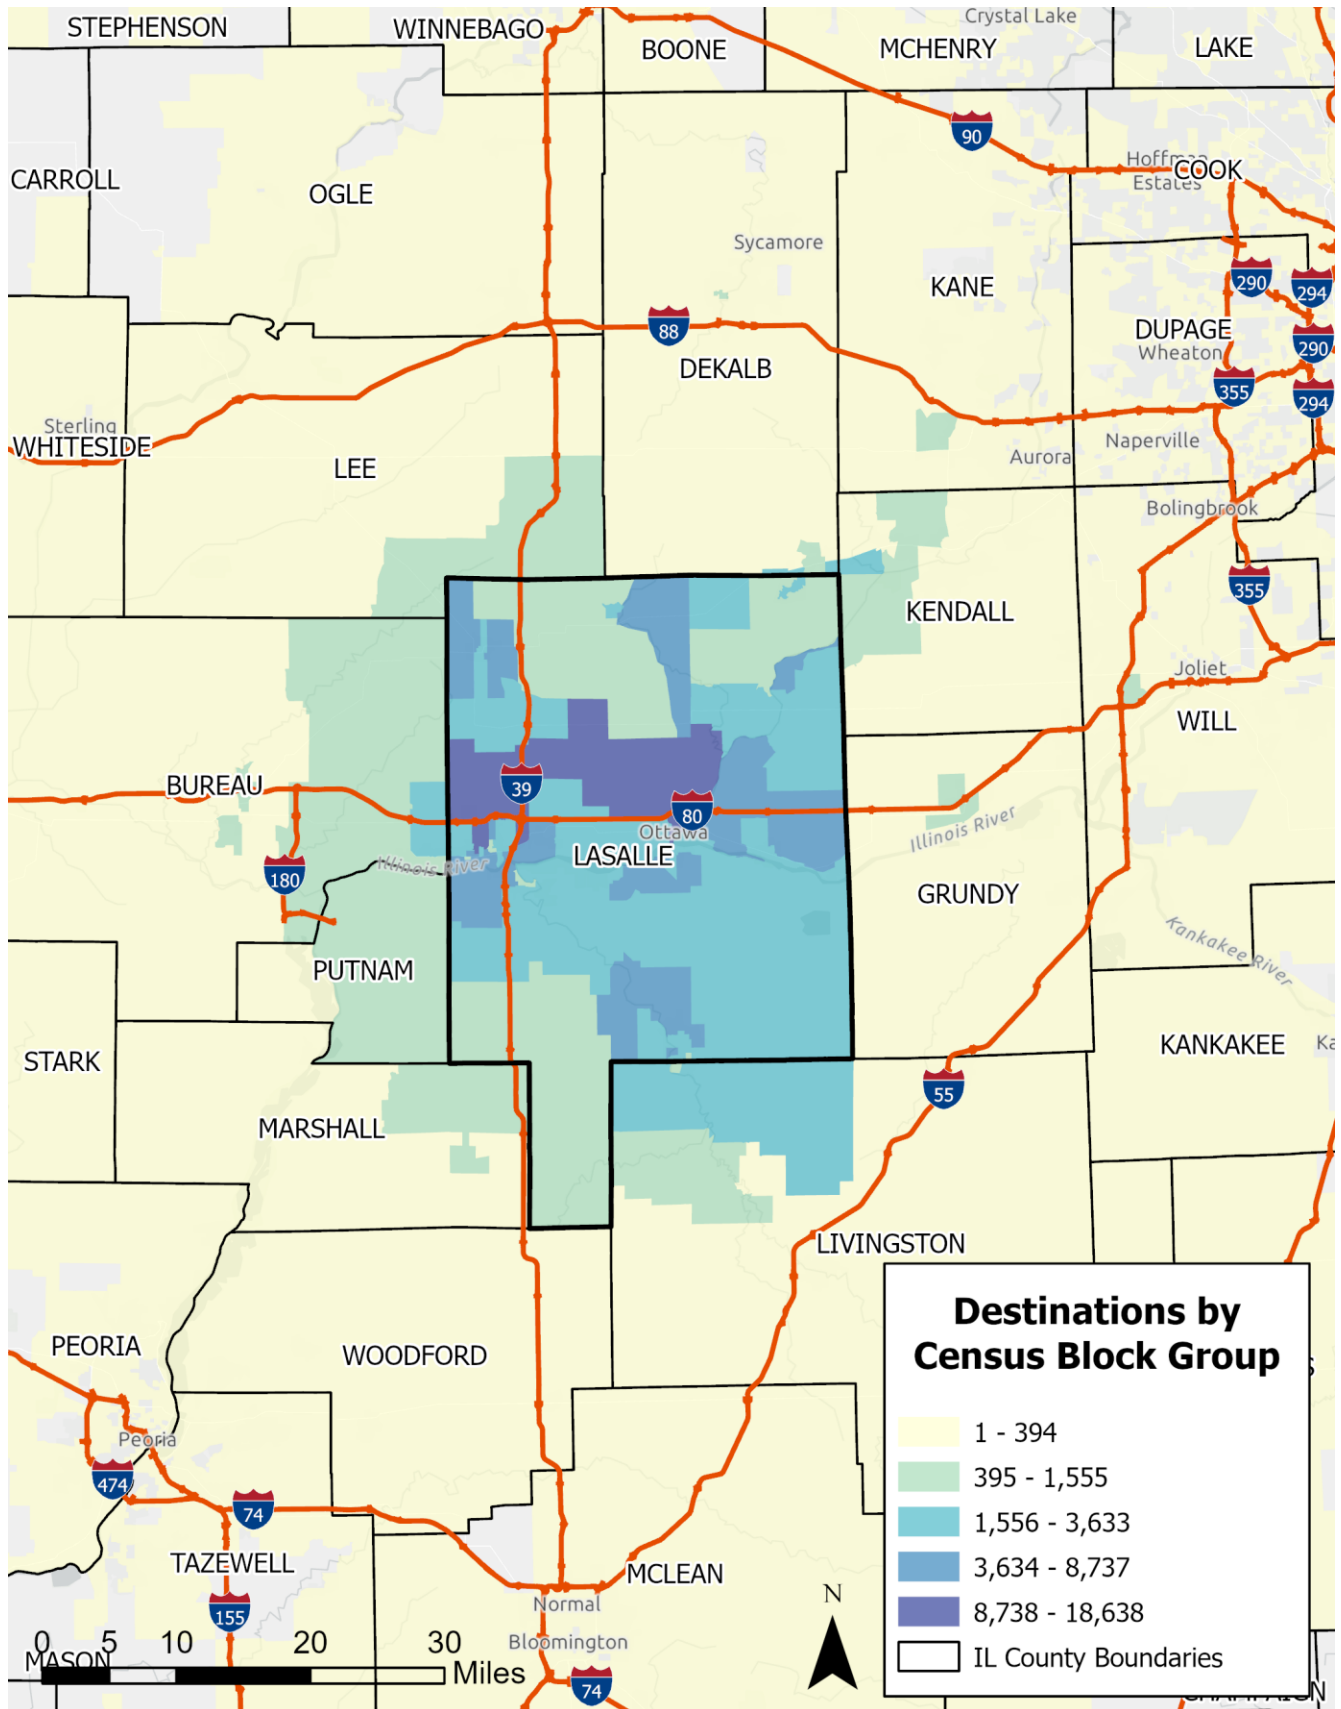 STEPHENSON
WINNEBAGO
BOONE
Crystal Lake
MCHENRY
LAKE
90
CARROLL
OGLE
Hoffman
Estates
COOK
Sycamore
KANE
290
294
88
DUPAGE
Wheaton
290
DEKALB
355
294
Sterling
WHITESIDE
LEE
Naperville
Aurora
Bolingbrook
355
KENDALL
Joliet
WILL
BUREAU
39
80
Ottawa
Illinois River
LASALLE
Illinois River
180
GRUNDY
Kankakee River
PUTNAM
STARK
KANKAKEE
Ka
55
MARSHALL
LIVINGSTON
PEORIA
WOODFORD
Peoria
474
74
TAZEWELL
MCLEAN
Normal
155
Bloomington
MASON
74
0 5 10 20 30
Miles
N
Destinations by
Census Block Group
1 - 394
395 - 1,555
1,556 - 3,633
3,634 - 8,737
8,738 - 18,638
IL County Boundaries
S
CHAMPAIGN